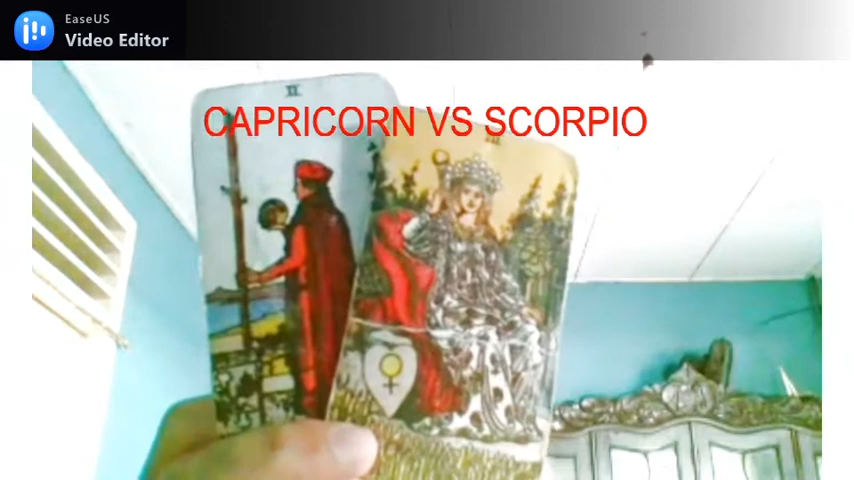 EaseUS
Video Editor
II
CAPRICORN VS SCORPIO
III